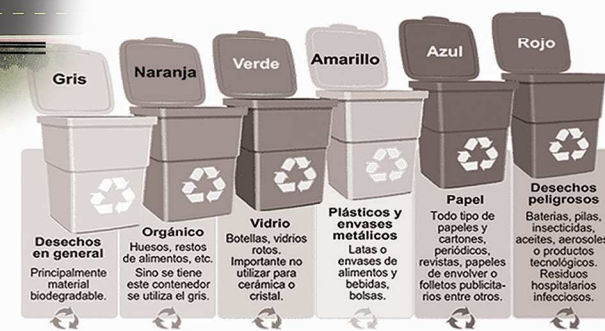 Gris
Desechos
en general
Principalmente
material
biodegradable.
Naranja
Orgánico
Huesos, restos
de alimentos, etc.
Sino se tiene
este contenedor
se utiliza el gris.
Verde
Vidrio
Botellas, vidrios
rotos.
Importante no
utilizar para
cerámica o
cristal.
Amarillo
Plásticos y
envases
metálicos
Latas o
envases de
alimentos y
bebidas,
bolsas.
Azul
Papel
Todo tipo de
papeles y
cartones,
periódicos,
revistas, papeles
de envolver o
folletos publicita-
rios entre otros.
Rojo
Desechos
peligrosos
Baterias, pilas,
insecticidas,
aceites, aerosoles
o productos
tecnológicos.
Residuos
hospitalarios
infecciosos.